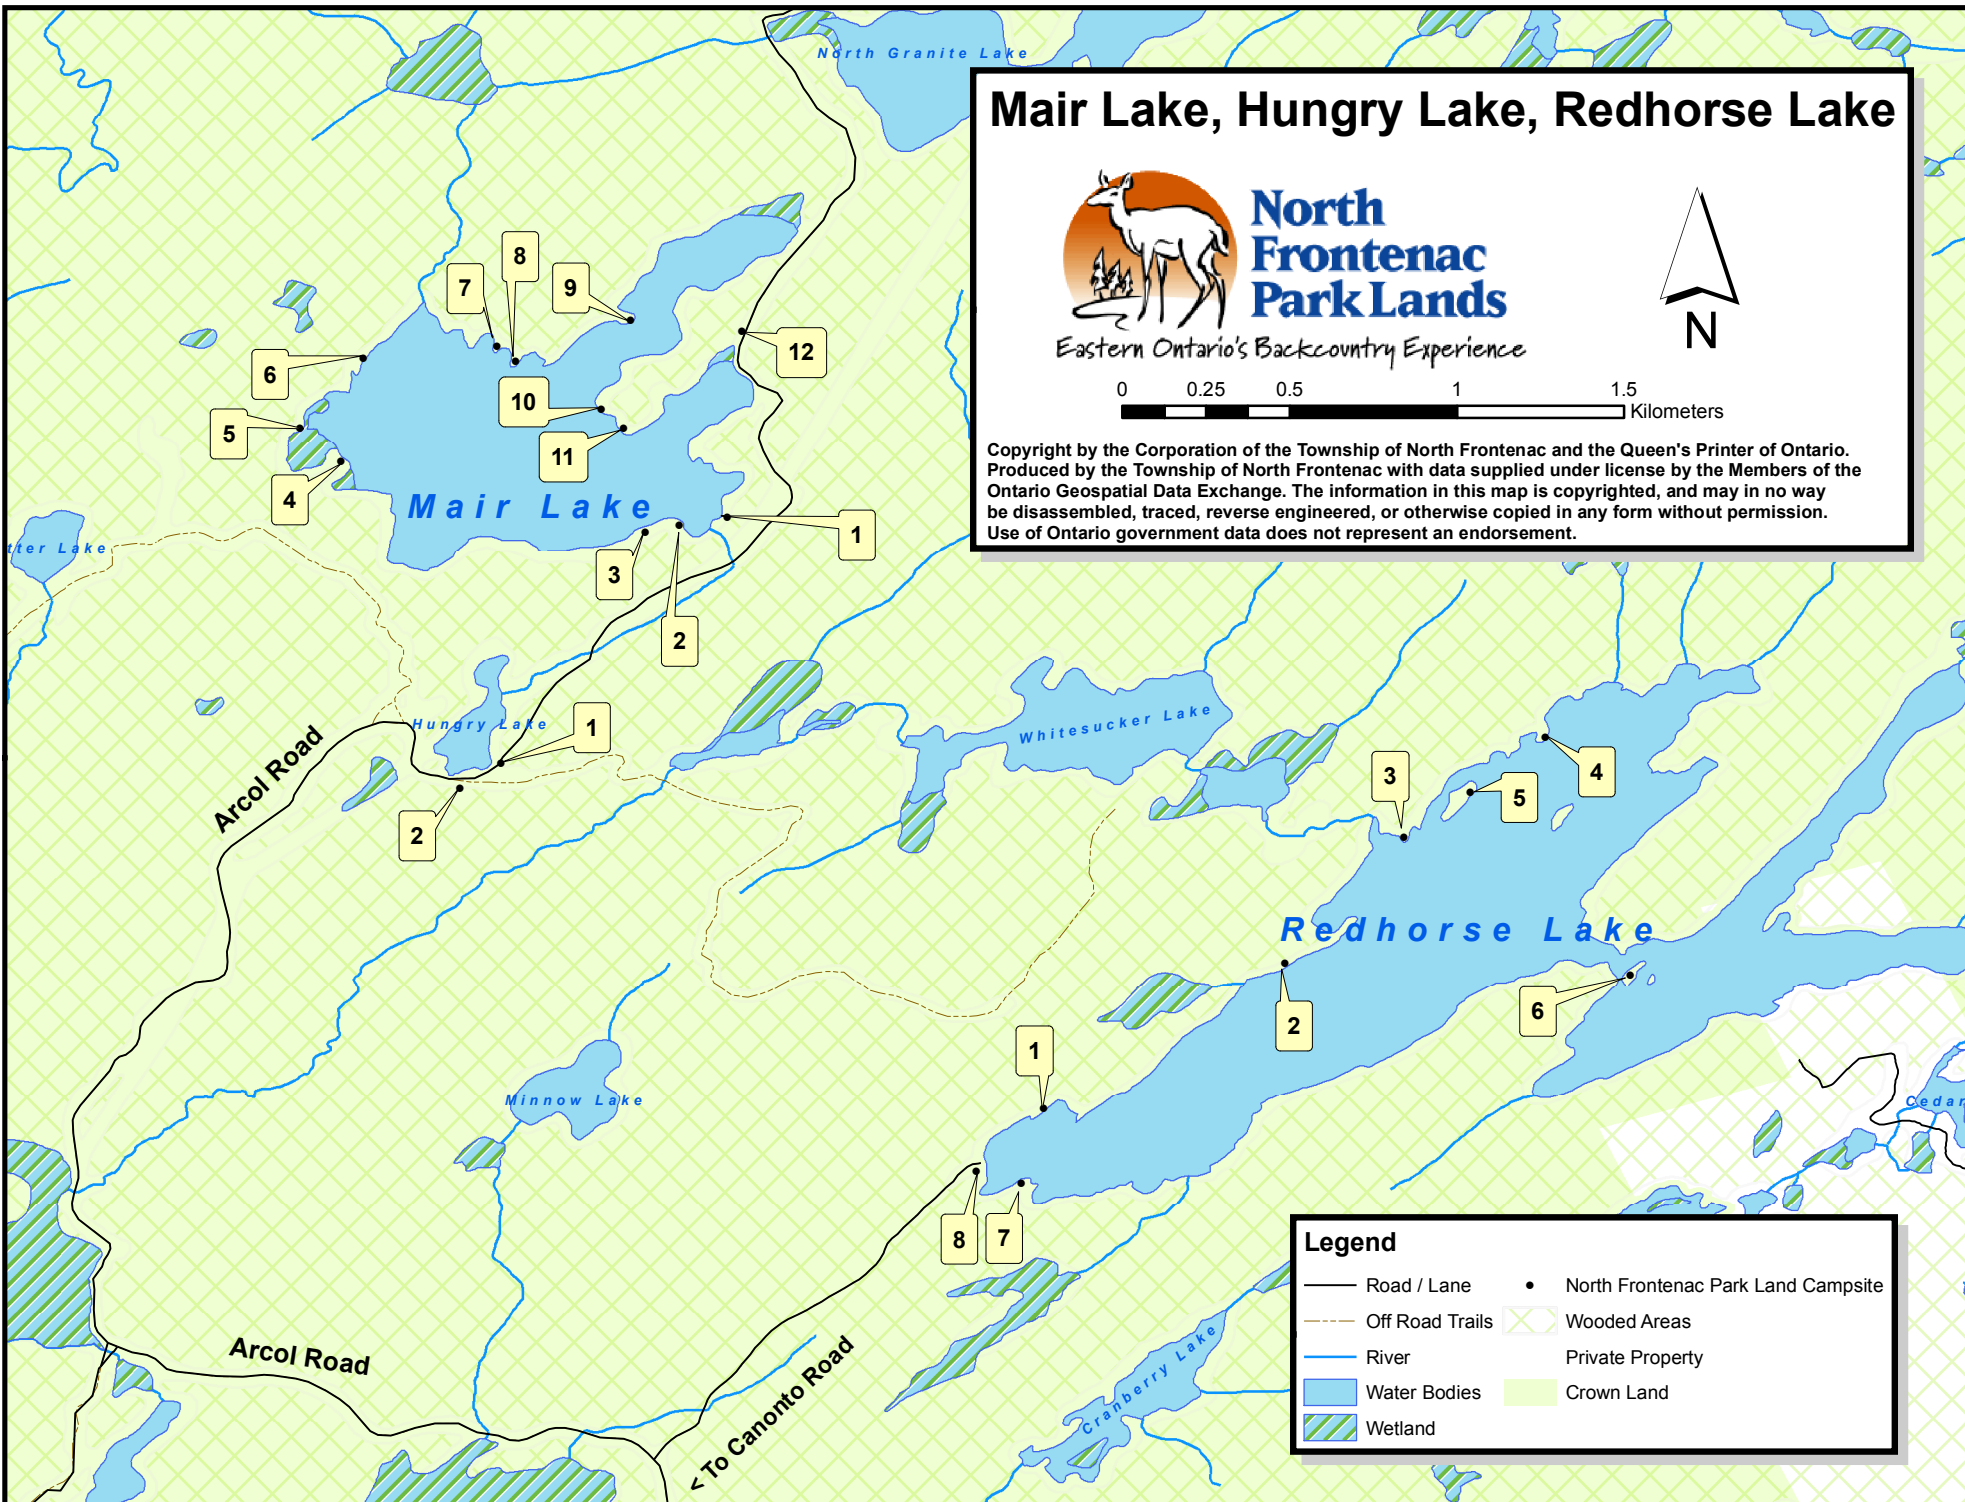 North Granite Lake
Mair Lake, Hungry Lake, Redhorse Lake
North
Frontenac
Park Lands
Eastern Ontario's Backcountry Experience
N
0 0.25 0.5 1 1.5
Kilometers
Copyright by the Corporation of the Township of North Frontenac and the Queen's Printer of Ontario.
Produced by the Township of North Frontenac with data supplied under license by the Members of the
Ontario Geospatial Data Exchange. The information in this map is copyrighted, and may in no way
be disassembled, traced, reverse engineered, or otherwise copied in any form without permission.
Use of Ontario government data does not represent an endorsement.
8
7
9
12
6
10
5
11
4
Mair Lake
1
3
2
tter Lake
Hungry Lake
1
2
Arcol Road
Whitesucker Lake
3
4
5
Redhorse Lake
2
6
1
Minnow Lake
Cedar
8
7
Arcol Road
< To Canonto Road
Cranberry Lake
Legend
Road / Lane
North Frontenac Park Land Campsite
Off Road Trails
Wooded Areas
River
Private Property
Water Bodies
Crown Land
Wetland